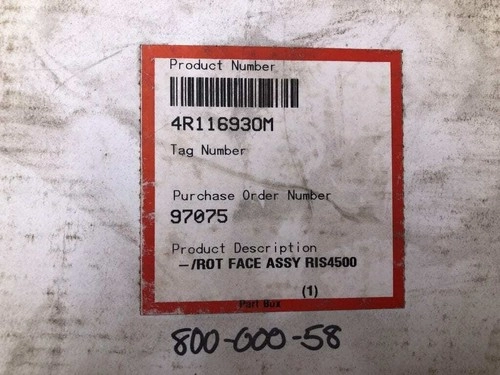 Product Number
4R11693OM
Tag Number
Purchase Order Number
97075
Product Description
-/ROT FACE ASSY RIS4500
(1)
Part Box
800-000-58